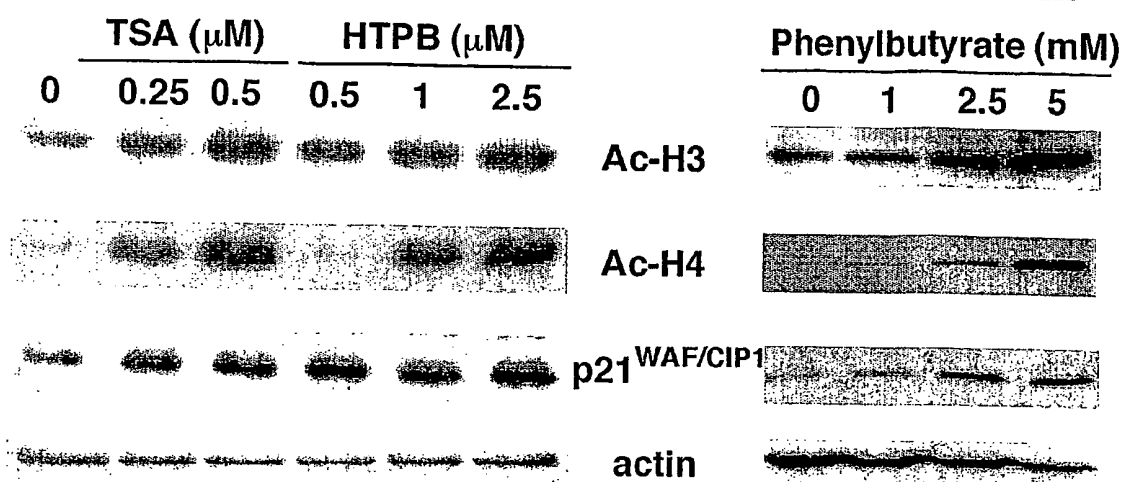 TSA (μM) HTPB (μM) Phenylbutyrate (mM)
0 0.25 0.5 0.5 1 2.5 0 1 2.5 5
Ac-H3
Ac-H4
p21WAF/CIP1
actin